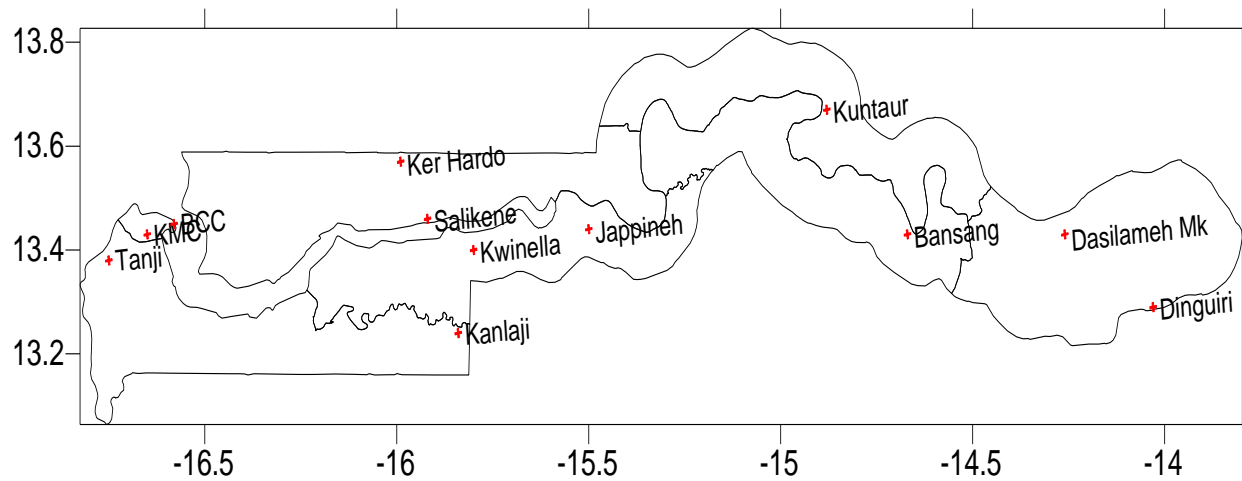 13.8
13.6
13.4
13.2
Kuntaur
Ker Hardo
Salikene
BCC
KMC
Tanji
Kwinella
Jappineh
Bansang
Dasilameh Mk
Dinguiri
Kanlaji
-16.5
-16
-15.5
-15
-14.5
-14